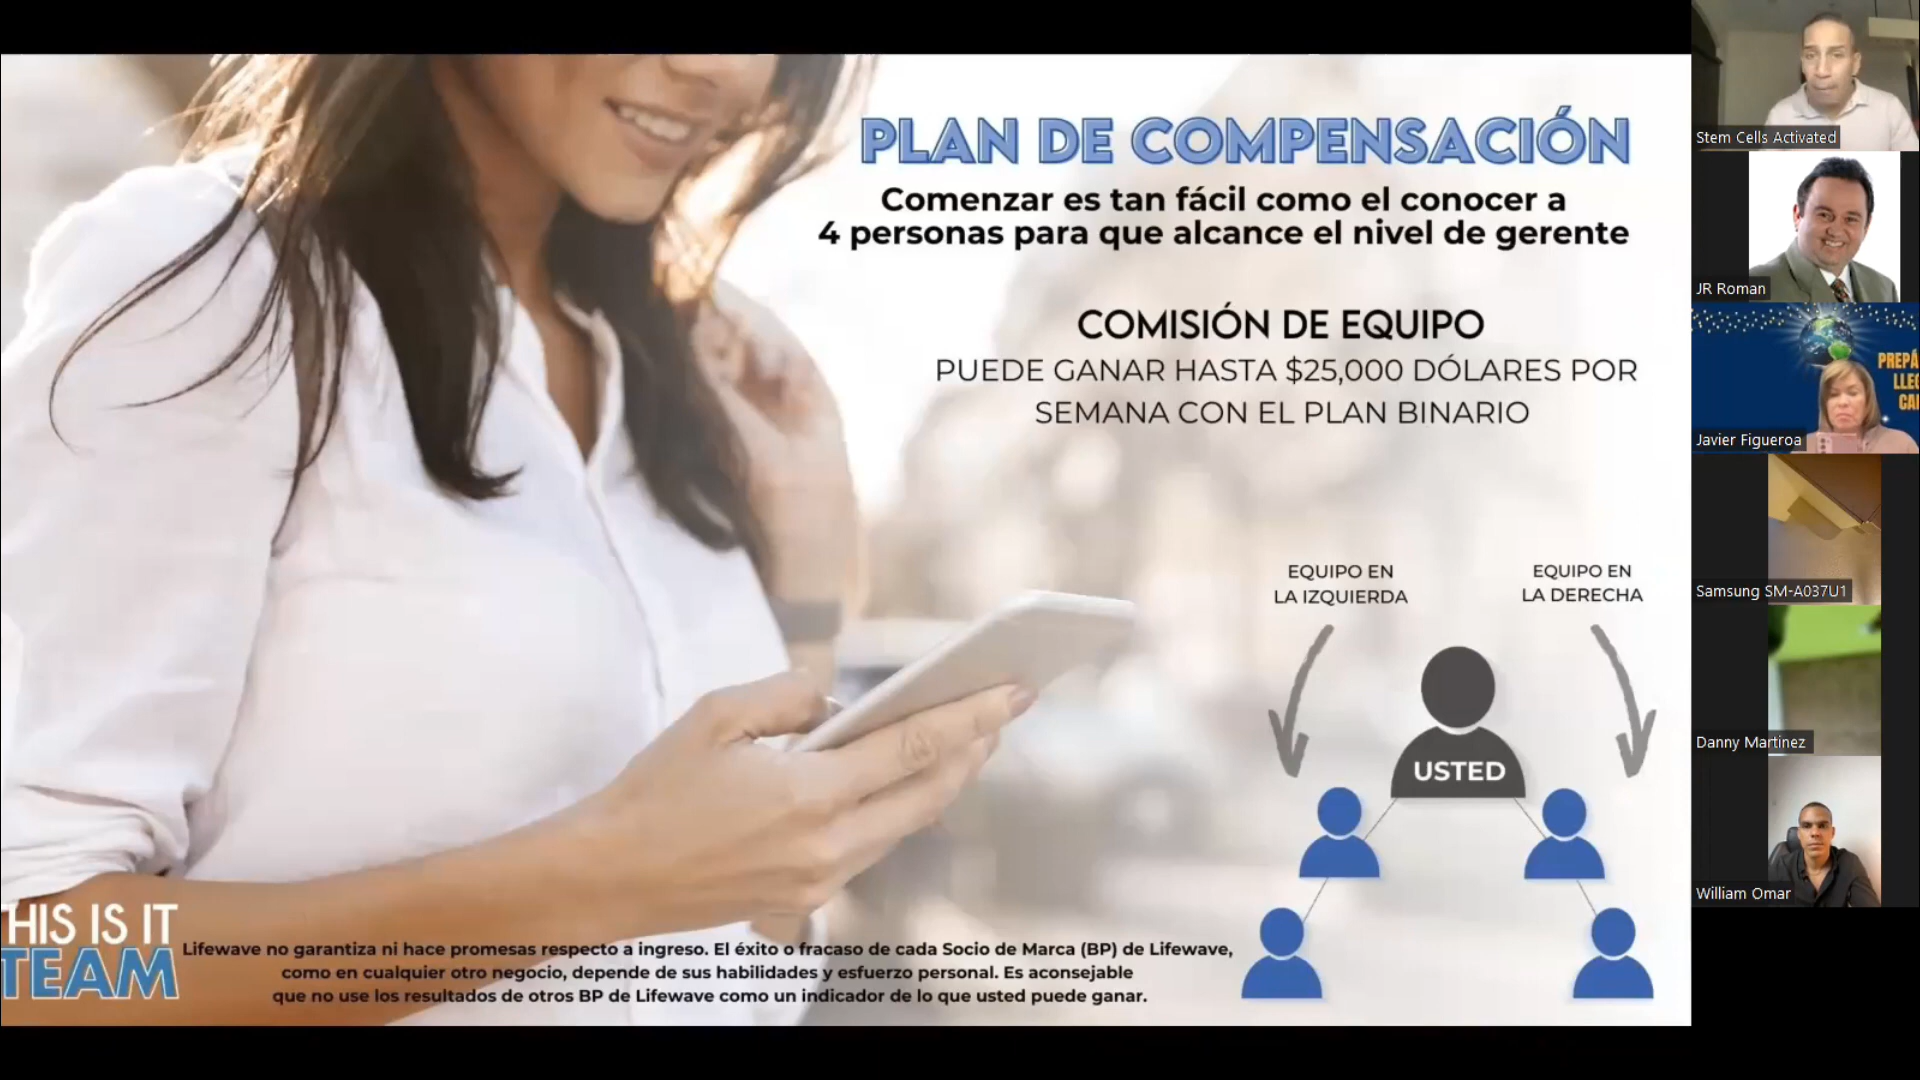 PLAN DE COMPENSACIÓN
Comenzar es tan fácil como el conocer a
4 personas para que alcance el nivel de gerente
COMISIÓN DE EQUIPO
PUEDE GANAR HASTA $25,000 DÓLARES POR
SEMANA CON EL PLAN BINARIO
EQUIPO EN
LA IZQUIERDA
EQUIPO EN
LA DERECHA
USTED
HIS IS IT
TEAM
Lifewave no garantiza ni hace promesas respecto a ingreso. El éxito o fracaso de cada Socio de Marca (BP) de Lifewave,
como en cualquier otro negocio, depende de sus habilidades y esfuerzo personal. Es aconsejable
que no use los resultados de otros BP de Lifewave como un indicador de lo que usted puede ganar.
Stem Cells Activated
JR Roman
PREPÁ
LLE
CA
Javier Figueroa
Samsung SM-A037U1
Danny Martinez
William Omar